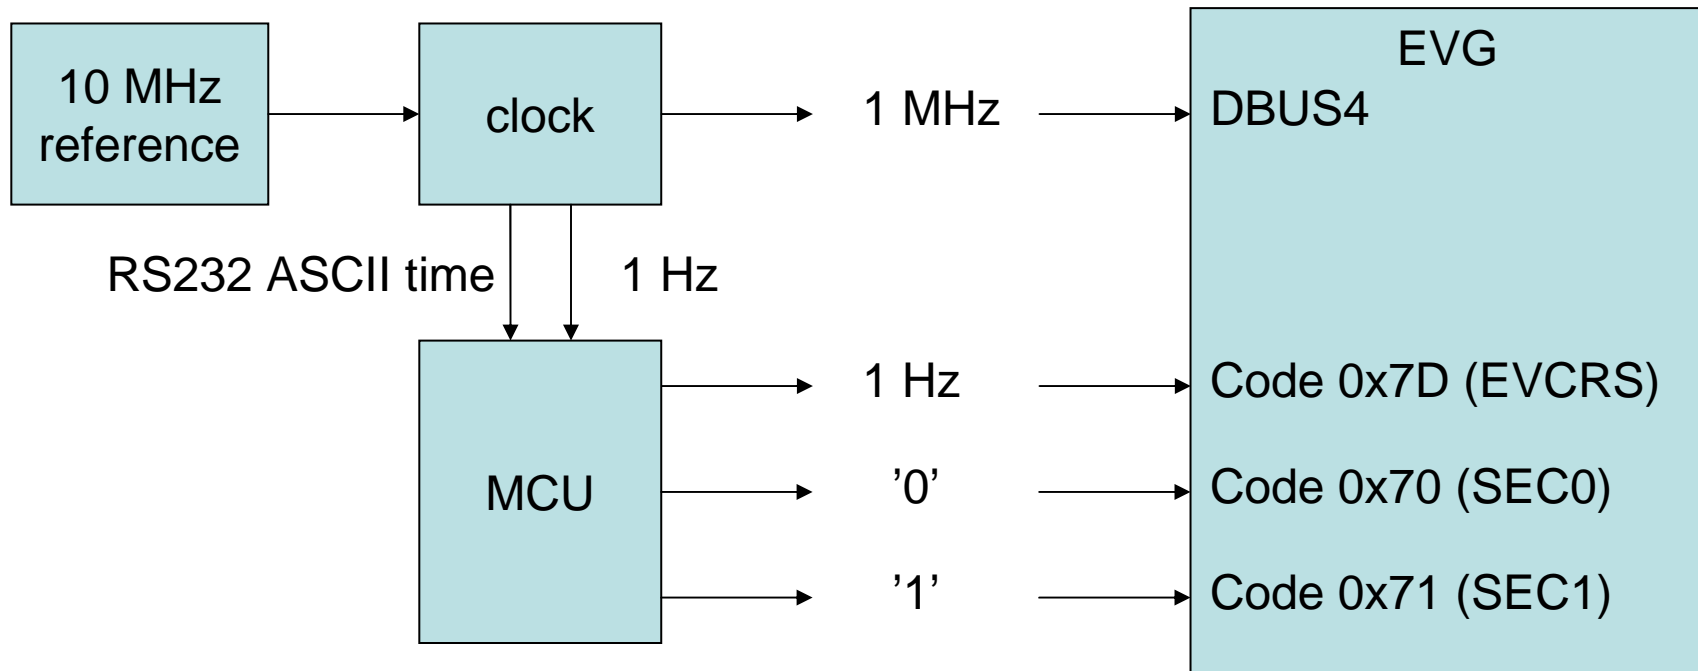 10 MHz
reference
clock
1 MHz
EVG
DBUS4
RS232 ASCII time
1 Hz
MCU
1 Hz
Code 0x7D (EVCRS)
’0’
Code 0x70 (SEC0)
’1’
Code 0x71 (SEC1)